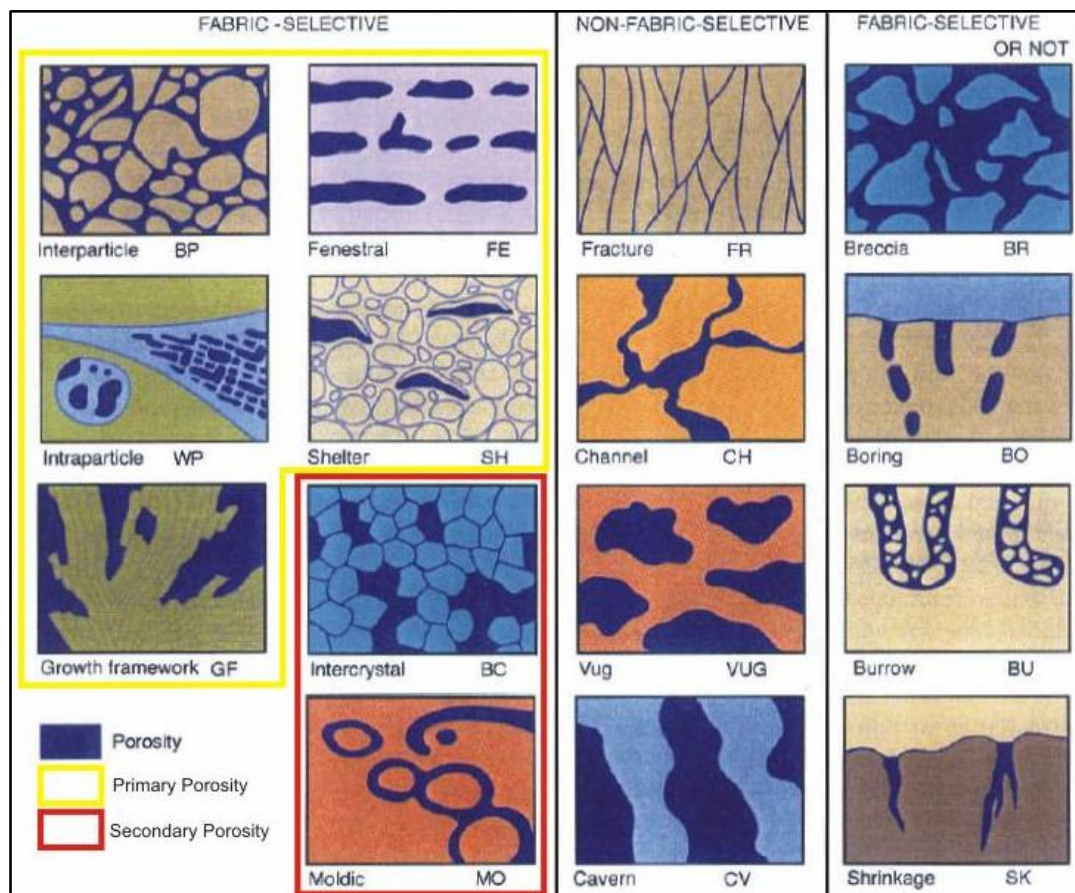 FABRIC - SELECTIVE
NON-FABRIC-SELECTIVE
FABRIC-SELECTIVE
OR NOT
Interparticle BP
Fenestral FE
Fracture FR
Breccia BR
Intraparticle WP
Shelter SH
Channel CH
Boring BO
Growth framework GF
Intercrystal BC
Vug VUG
Burrow BU
Porosity
Primary Porosity
Secondary Porosity
Moldic MO
Cavern CV
Shrinkage SK